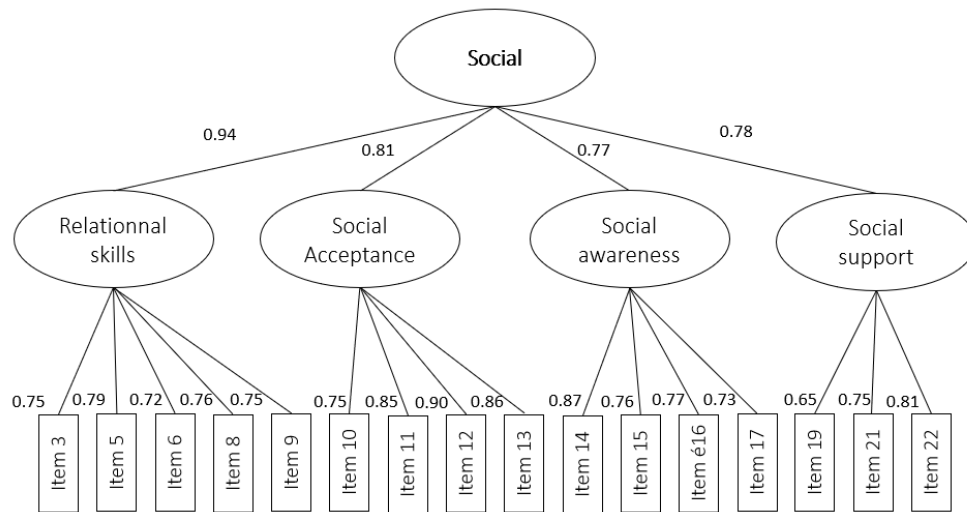 Social
0.94
0.81
0.77
0.78
Relationnal
skills
Social
Acceptance
Social
awareness
Social
support
0.75
0.79
0.72
0.76
0.75
0.75
0.85
0.90
0.86
0.87
0.76
0.77
0.73
0.65
0.75
0.81
Item 3
Item 5
Item 6
Item 8
Item 9
Item 10
Item 11
Item 12
Item 13
Item 14
Item 15
Item é16
Item 17
Item 19
Item 21
Item 22